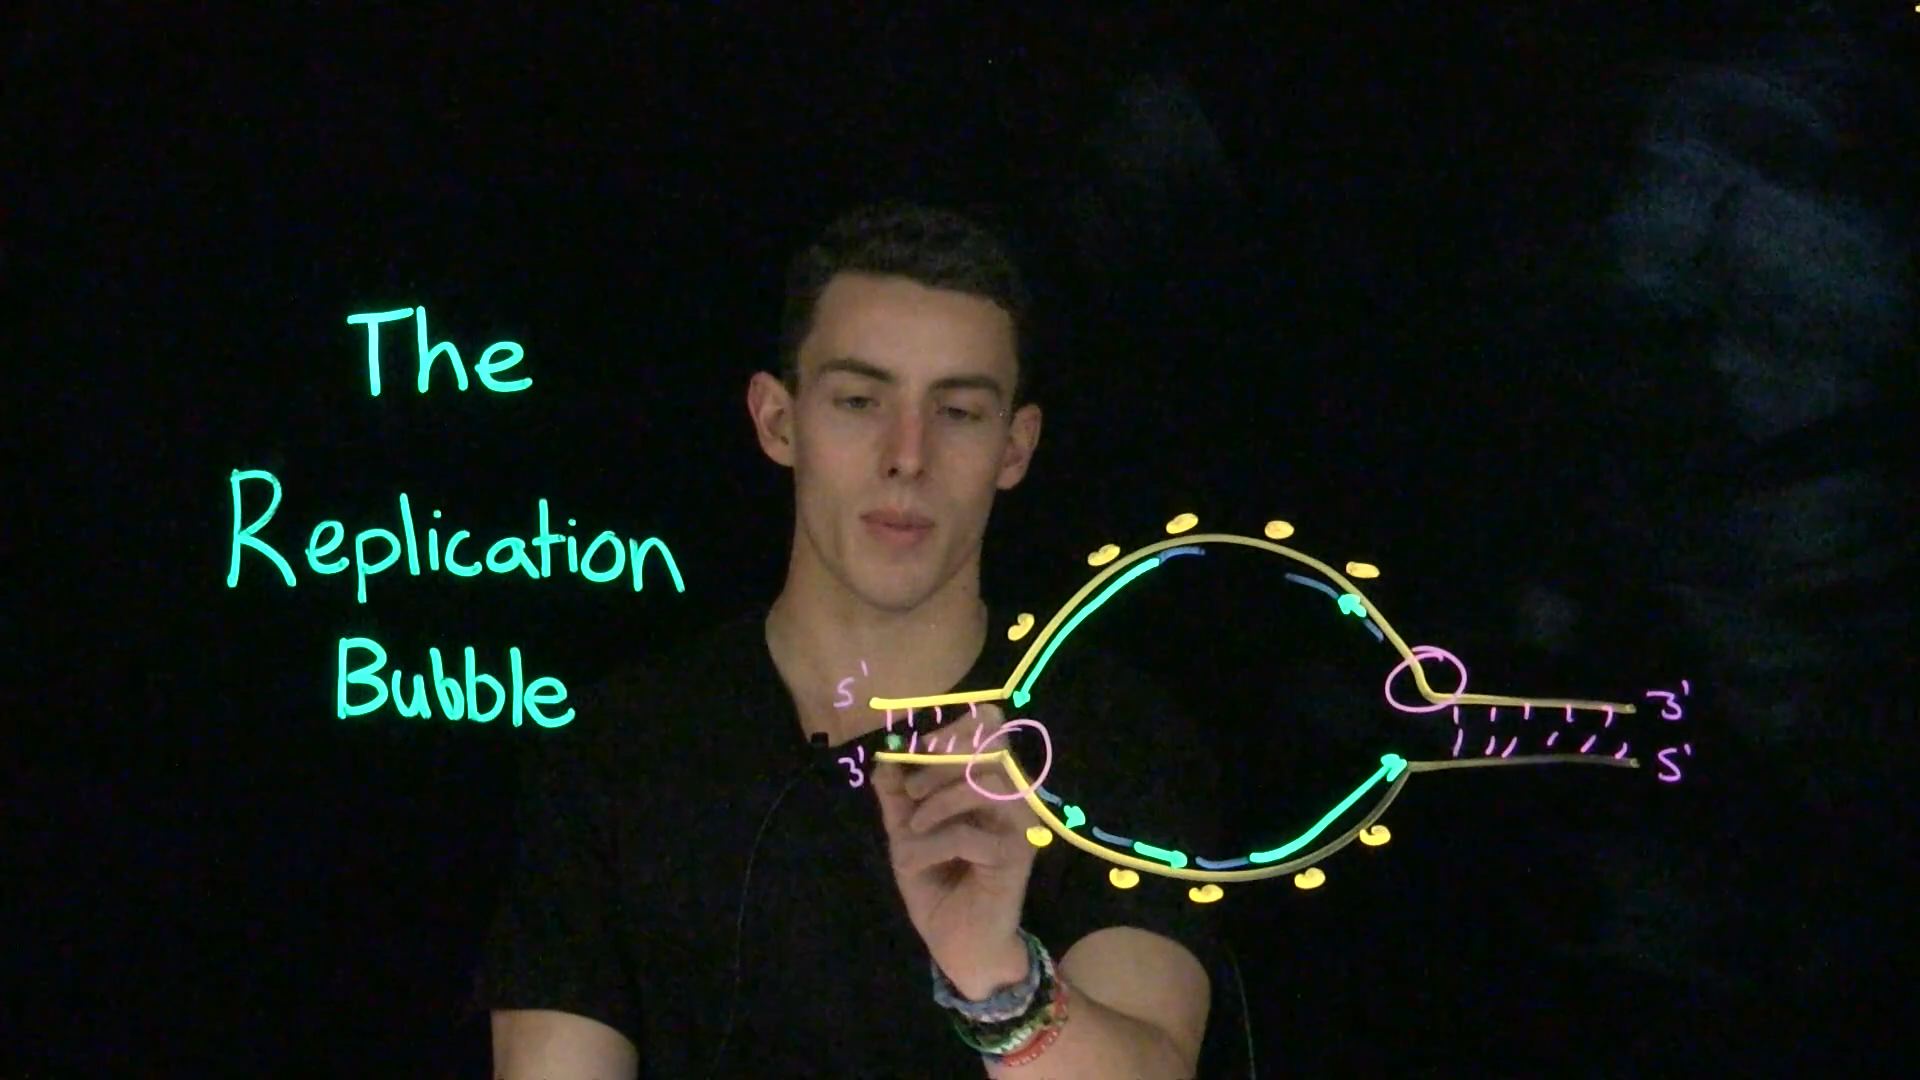 The
Replication
Bubble
5' 3'
3' 5'